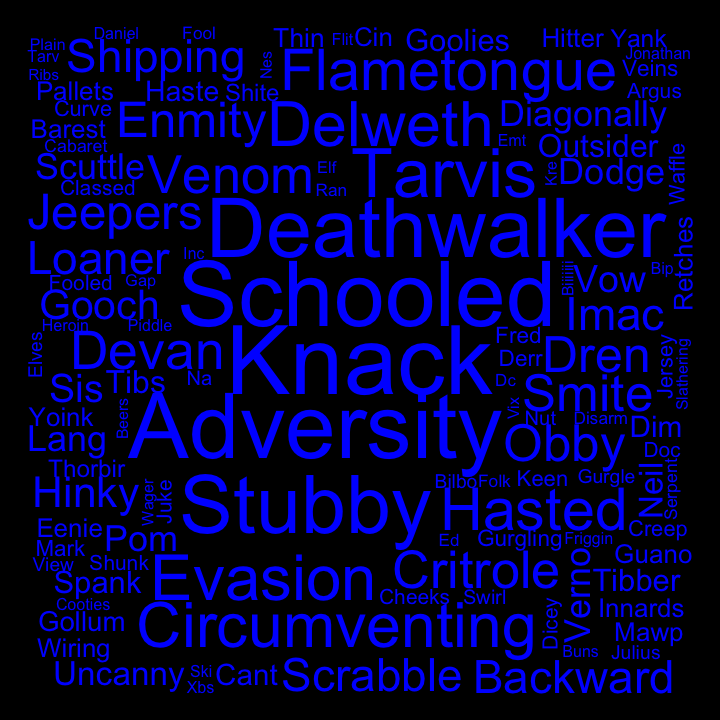 Plain
Daniel
Fool
Thin
Flit
Cin
Goolies
Hitter
Yank
Tarv
Shipping
Nes
Flametongue
Jonathan
Veins
Ribs
Pallets
Haste
Shite
Argus
Curve
Barest
Enmity
Delweth
Diagonally
Cabaret
Emt
Outsider
Scuttle
Venom
Elf
Tarvis
Kre
Dodge
Waffle
Classed
Ran
Jeepers
Deathwalker
Retches
Loaner
Inc
Schooled
Biiiiiji
Vow
Bip
Fooled
Gap
Gooch
Imac
Heroin
Piddle
Knack
Fred
Elves
Devan
Derr
Dren
Jersey
Slathering
Sis
Tibs
Na
Dc
Smite
Yoink
Beers
Adversity
Vix
Nut
Disarm
Dim
Lang
Obby
Doc
Thorbir
Stubby
Bilbo
Folk
Keen
Gurgle
Neil
Serpent
Hinky
Wager
Juke
Hasted
Eenie
Pom
Ed
Gurgling
Friggin
Creep
Mark
View
Shunk
Evasion
Critrole
Vermo
Guano
Spank
Tibber
Cooties
Cheeks
Swirl
Dicey
Innards
Gollum
Circumventing
Mawp
Wiring
Buns
Julius
Uncanny
Ski
Xbs
Cant
Scrabble
Backward